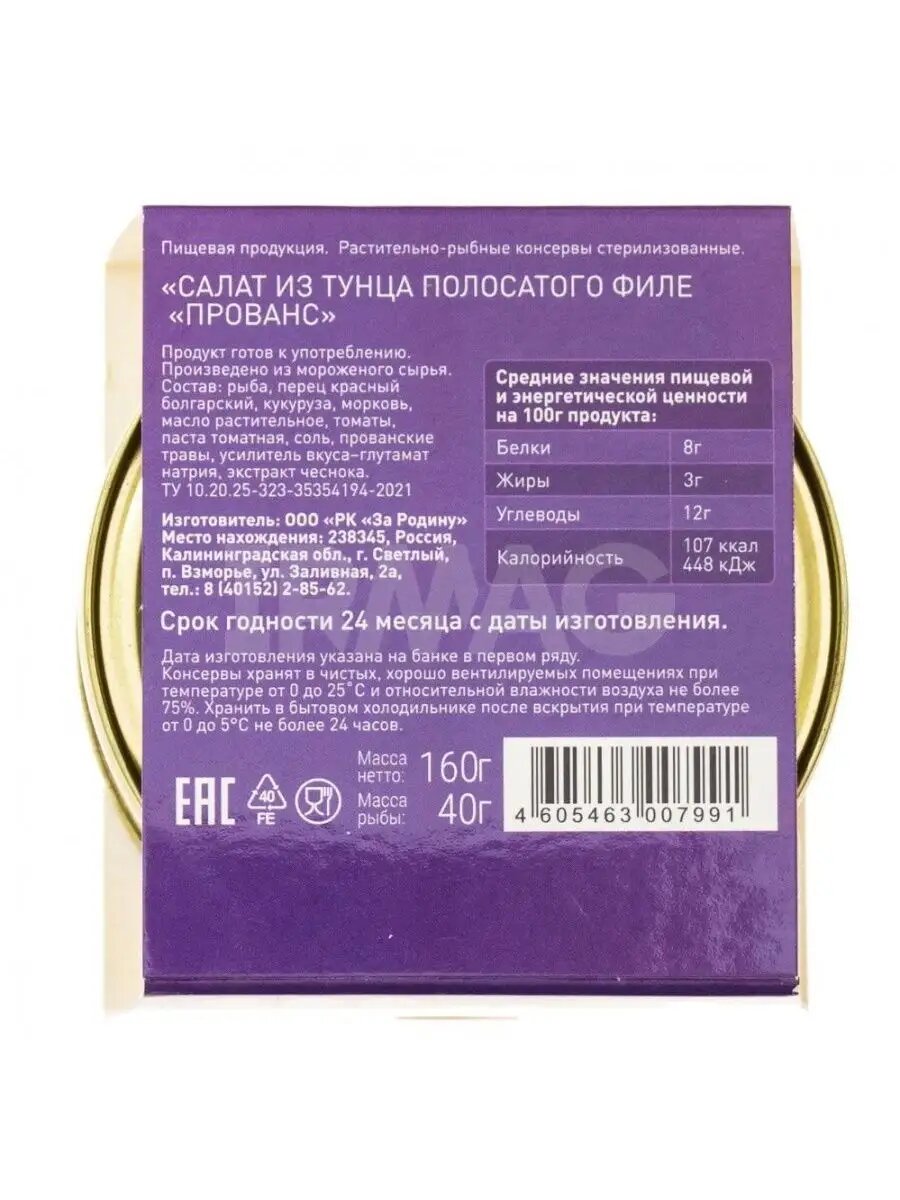 Пищевая продукция. Растительно-рыбные консервы стерилизованные.
«САЛАТ ИЗ ТУНЦА ПОЛОСАТОГО ФИЛЕ
«ПРОВАНС»
Продукт готов к употреблению.
Произведено из мороженого сырья.
Состав: рыба, перец красный
болгарский, кукуруза, морковь,
масло растительное, томаты,
паста томатная, соль, прованские
травы, усилитель вкуса–глутамат
натрия, экстракт чеснока.
ТУ 10.20.25-323-35354194-2021
Изготовитель: ООО «РК «За Родину»
Место нахождения: 238345, Россия,
Калининградская обл., г. Светлый,
п. Взморье, ул. Заливная, 2а,
тел.: 8 (40152) 2-85-62.
Средние значения пищевой
и энергетической ценности
на 100г продукта:
Белки 8г
Жиры 3г
Углеводы 12г
Калорийность 107 ккал
448 кДж
IRMAG
Срок годности 24 месяца с даты изготовления.
Дата изготовления указана на банке в первом ряду.
Консервы хранят в чистых, хорошо вентилируемых помещениях при
температуре от 0 до 25°С и относительной влажности воздуха не более
75%. Хранить в бытовом холодильнике после вскрытия при температуре
от 0 до 5°С не более 24 часов.
EAC
40
FE
Масса
нетто: 160г
Масса
рыбы: 40г
4 605463 007991